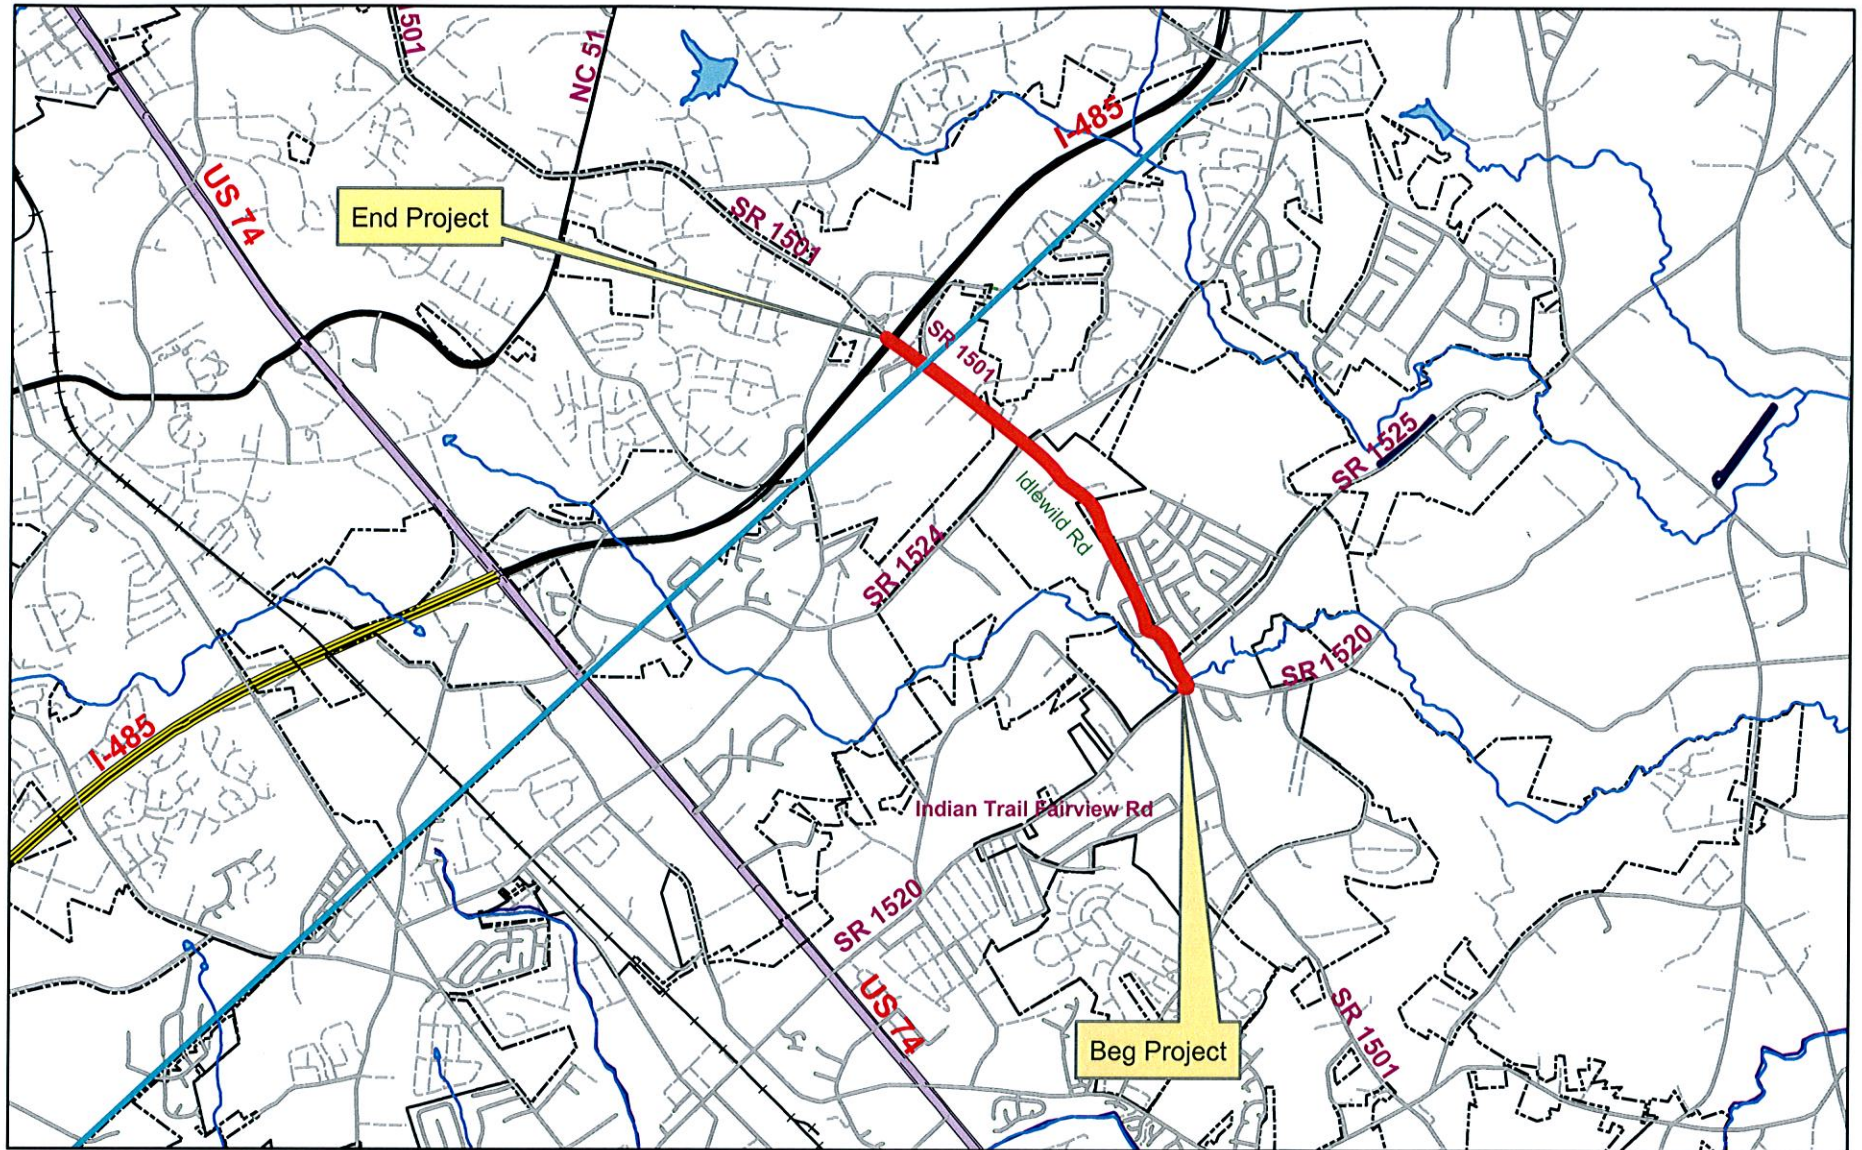 1501
NC 51
I-485
US 74
End Project
SR 1501
SR 1501
SR 1525
Idlewild Rd
SR 1524
SR 1520
I-485
Indian Trail Fairview Rd
SR 1520
US 74
SR 1501
Beg Project